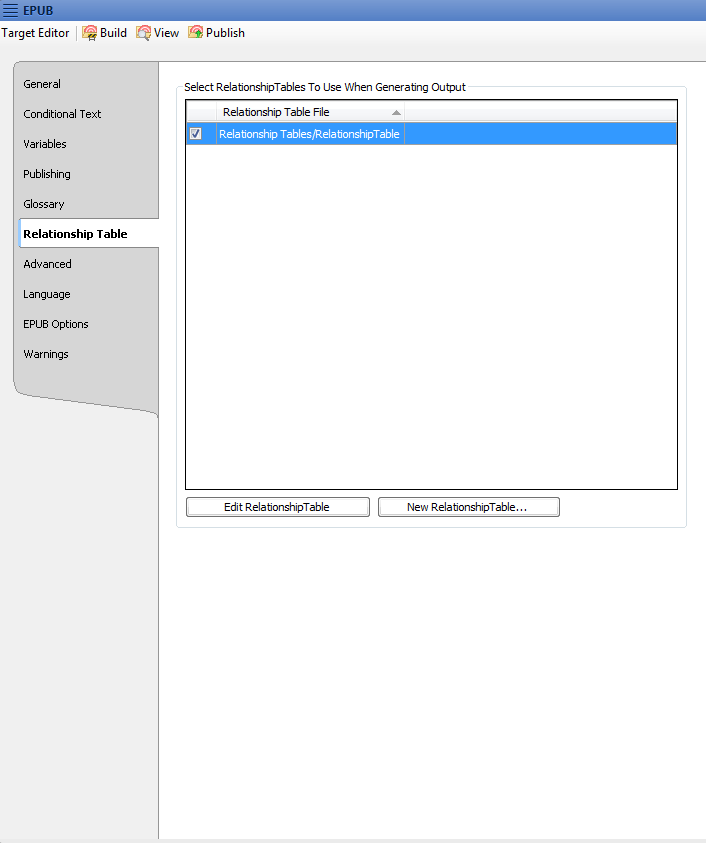 EPUB
Target Editor Build View Publish
General
Conditional Text
Variables
Publishing
Glossary
Relationship Table
Advanced
Language
EPUB Options
Warnings
Select RelationshipTables To Use When Generating Output
Relationship Table File
Relationship Tables/RelationshipTable
Edit RelationshipTable New RelationshipTable...